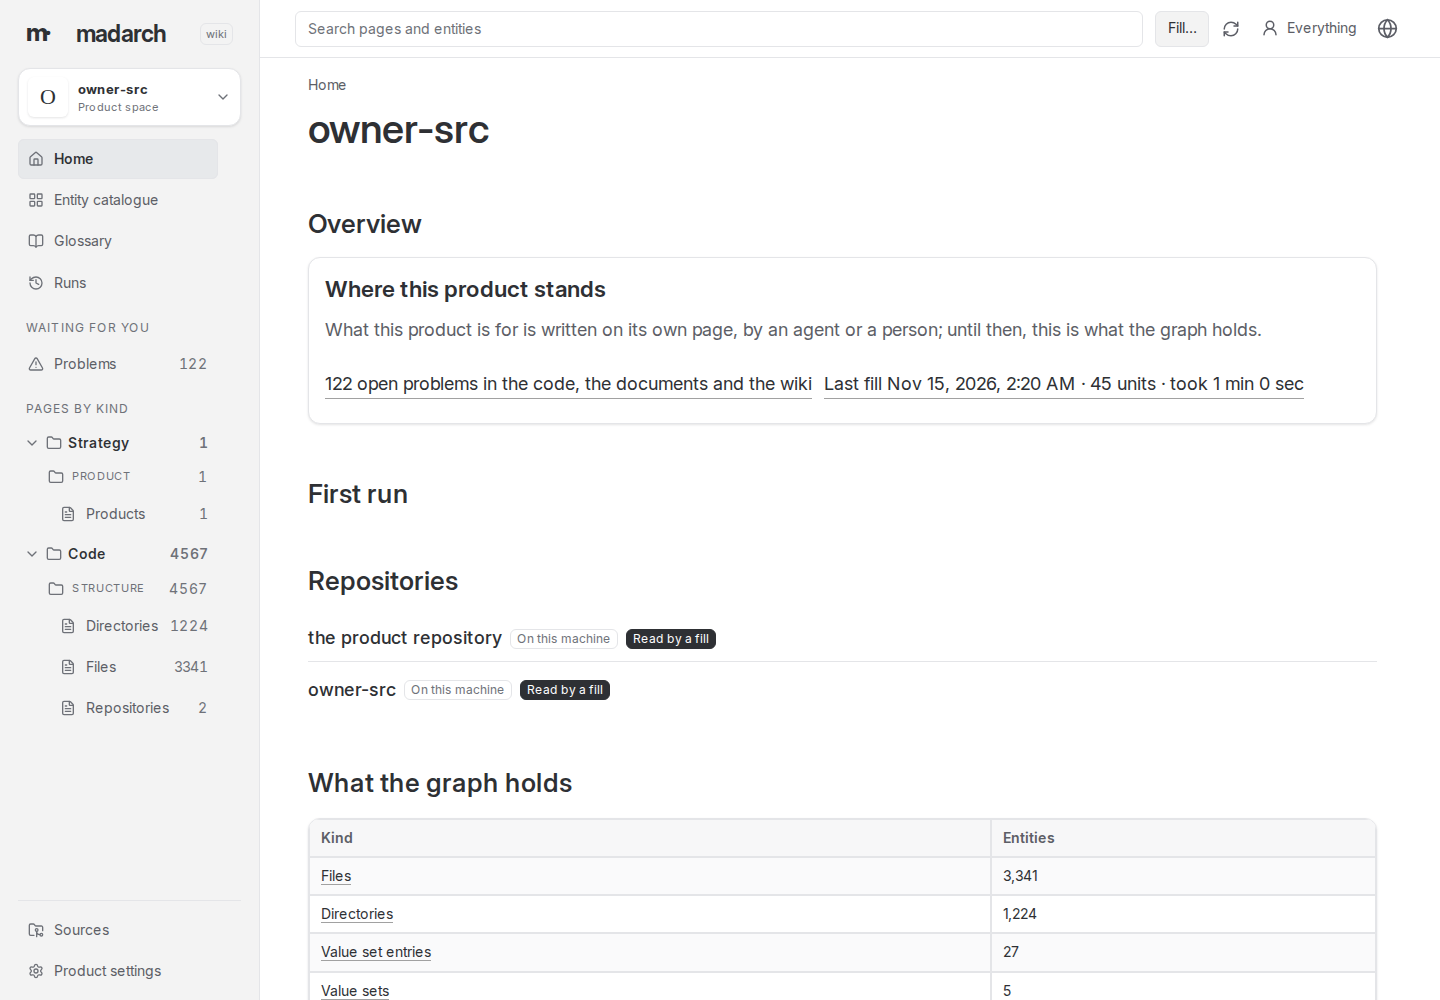 m
madarch
wiki
O
owner-src
Product space
Home
Entity catalogue
Glossary
Runs
WAITING FOR YOU
Problems 122
PAGES BY KIND
Strategy 1
PRODUCT 1
Products 1
Code 4567
STRUCTURE 4567
Directories 1224
Files 3341
Repositories 2
Sources
Product settings
Search pages and entities
Fill...
Everything
Home
owner-src
Overview
Where this product stands
What this product is for is written on its own page, by an agent or a person; until then, this is what the graph holds.
122 open problems in the code, the documents and the wiki Last fill Nov 15, 2026, 2:20 AM · 45 units · took 1 min 0 sec
First run
Repositories
the product repository On this machine Read by a fill
owner-src On this machine Read by a fill
What the graph holds
Kind Entities
Files 3,341
Directories 1,224
Value set entries 27
Value sets 5